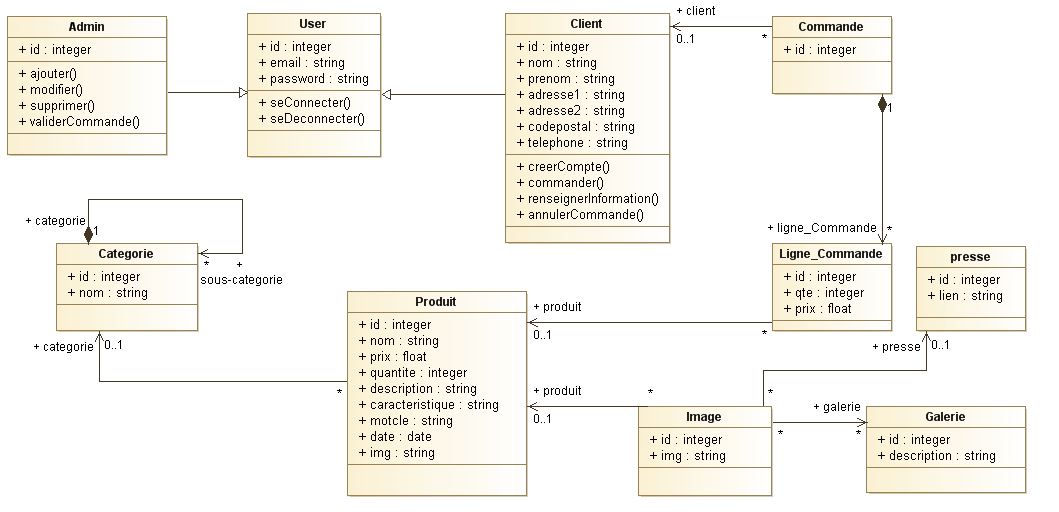 Admin
+ id : integer
+ ajouter()
+ modifier()
+ supprimer()
+ validerCommande()
User
+ id : integer
+ email : string
+ password : string
+ seConnecter()
+ seDeconnecter()
Client
+ id : integer
+ nom : string
+ prenom : string
+ adresse1 : string
+ adresse2 : string
+ codepostal : string
+ telephone : string
+ creerCompte()
+ commander()
+ renseignerInformation()
+ annulerCommande()
+ client
0..1
*
Commande
+ id : integer
1
+ ligne_Commande
*
+ categorie
1
Categorie
+ id : integer
+ nom : string
*
+
sous-categorie
+ categorie
0..1
*
Produit
+ id : integer
+ nom : string
+ prix : float
+ quantite : integer
+ description : string
+ caracteristique : string
+ motcle : string
+ date : date
+ img : string
+ produit
0..1
*
Ligne_Commande
+ id : integer
+ qte : integer
+ prix : float
presse
+ id : integer
+ lien : string
+ presse
0..1
*
+ produit
0..1
*
Image
+ id : integer
+ img : string
+ galerie
*
*
Galerie
+ id : integer
+ description : string